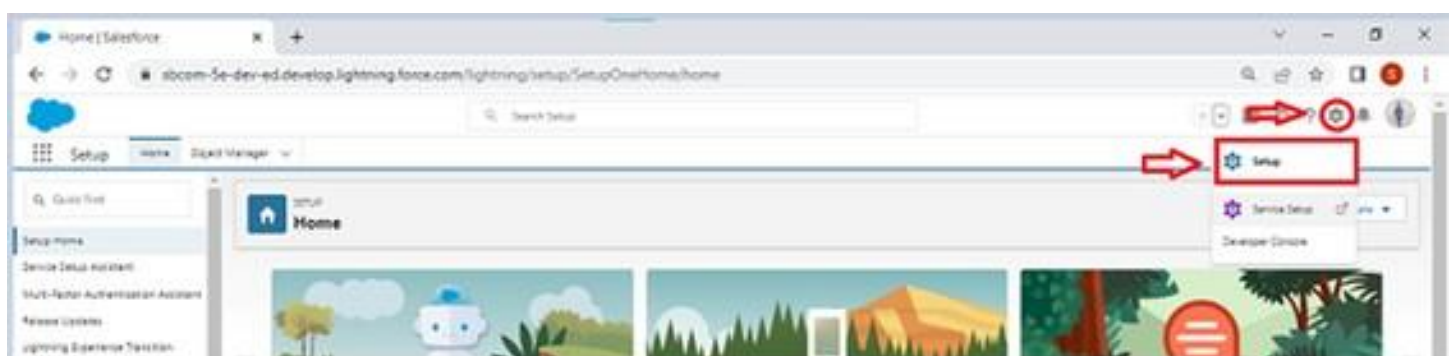 Home | Salesforce
sbcom-5e-dev-ed.develop.lightning.force.com/lightning/setup/SetupOneHome/home
S
Search Setup
Setup
Home
Object Manager
Setup
Quick Find
SETUP
Home
Service Setup
Setup Home
Developer Console
Service Setup Assistant
Multi-Factor Authentication Assistant
Release Updates
Lightning Experience Transition